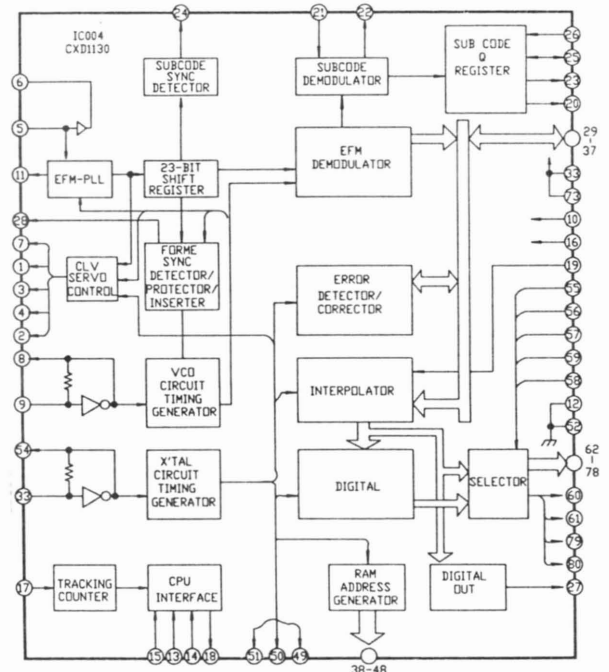 24
21
22
IC004
CXD1130
SUBCODE
SYNC
DETECTOR
SUBCODE
DEMODULATOR
SUB CODE
Q
REGISTER
26
25
23
20
6
5
11
EFM-PLL
23-BIT
SHIFT
REGISTER
EFM
DEMODULATOR
29
|
37
33
73
10
16
19
28
7
1
3
4
2
CLV
SERVO
CONTROL
FORME
SYNC
DETECTOR/
PROTECTOR/
INSERTER
ERROR
DETECTOR/
CORRECTOR
55
56
57
59
58
12
52
8
9
VCO
CIRCUIT
TIMING
GENERATOR
INTERPOLATOR
54
33
X'TAL
CIRCUIT
TIMING
GENERATOR
DIGITAL
SELECTOR
62
|
78
60
61
79
80
27
17
TRACKING
COUNTER
CPU
INTERFACE
RAM
ADDRESS
GENERATOR
DIGITAL
OUT
15
13
14
18
51
50
49
38-48